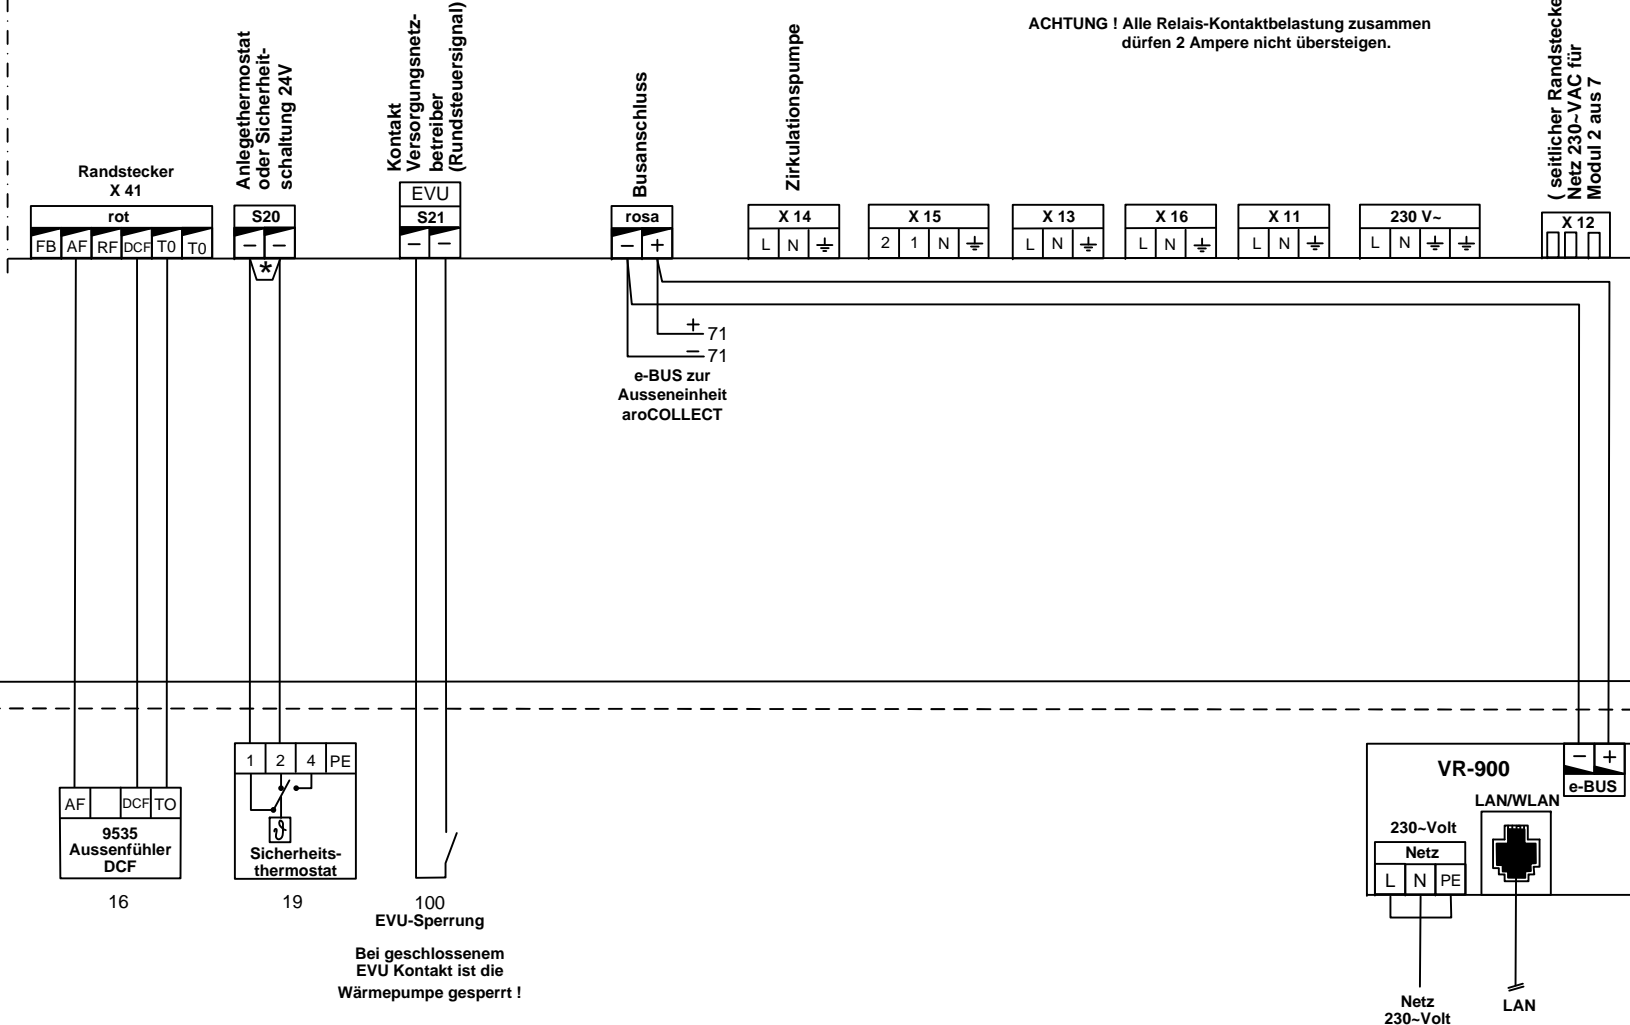 ACHTUNG ! Alle Relais-Kontaktbelastung zusammen
dürfen 2 Ampere nicht übersteigen.
Randstecker
X 41
rot
FB AF RF DCF T0 T0
Anlegethermostat
oder Sicherheit-
schaltung 24V
S20
– –
*
Kontakt
Versorgungsnetz-
betreiber
(Rundsteuersignal)
EVU
S21
– –
Busanschluss
rosa
– +
+ 71
– 71
e-BUS zur
Ausseneinheit
aroCOLLECT
Zirkulationspumpe
X 14
L N
X 15
2 1 N
X 13
L N
X 16
L N
X 11
L N
230 V~
L N
( seitlicher Randstecke
Netz 230~VAC für
Modul 2 aus 7
X 12
AF DCF TO
9535
Aussenfühler
DCF
16
1 2 4 PE
ϑ
Sicherheits-
thermostat
19
100
EVU-Sperrung
Bei geschlossenem
EVU Kontakt ist die
Wärmepumpe gesperrt !
VR-900
– +
e-BUS
LAN/WLAN
230~Volt
Netz
L N PE
Netz
230~Volt
LAN